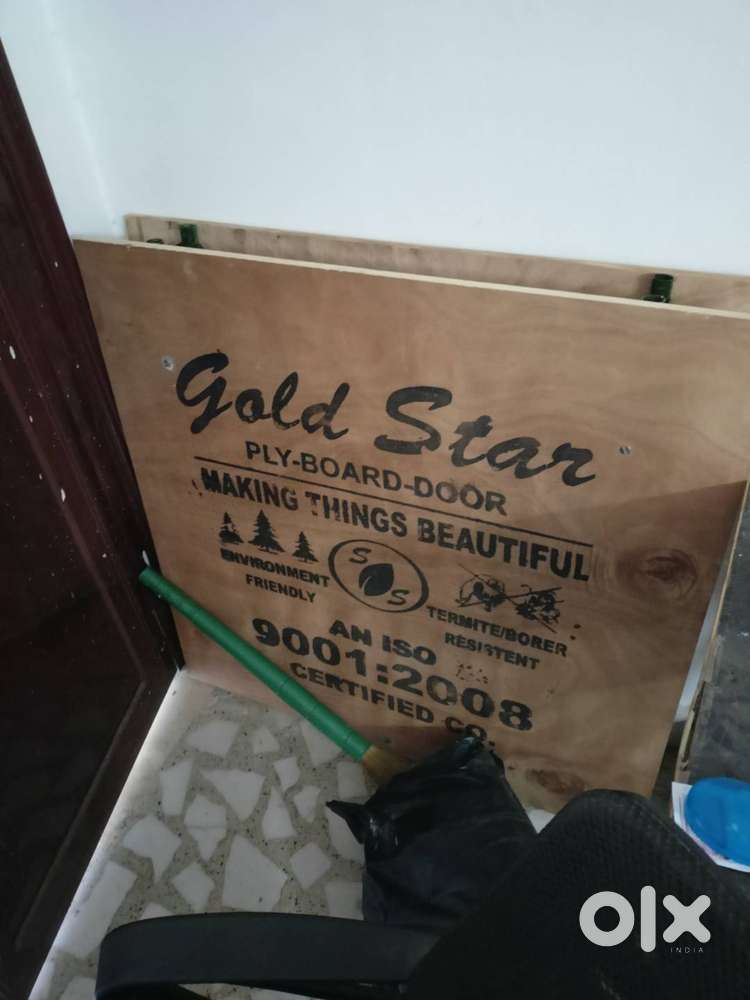 Gold Star
PLY-BOARD-DOOR
MAKING THINGS BEAUTIFUL
ENVIRONMENT
FRIENDLY
S
S
TERMITE/BORER
RESISTENT
AN ISO
9001:2008
CERTIFIED CO.
olx
INDIA